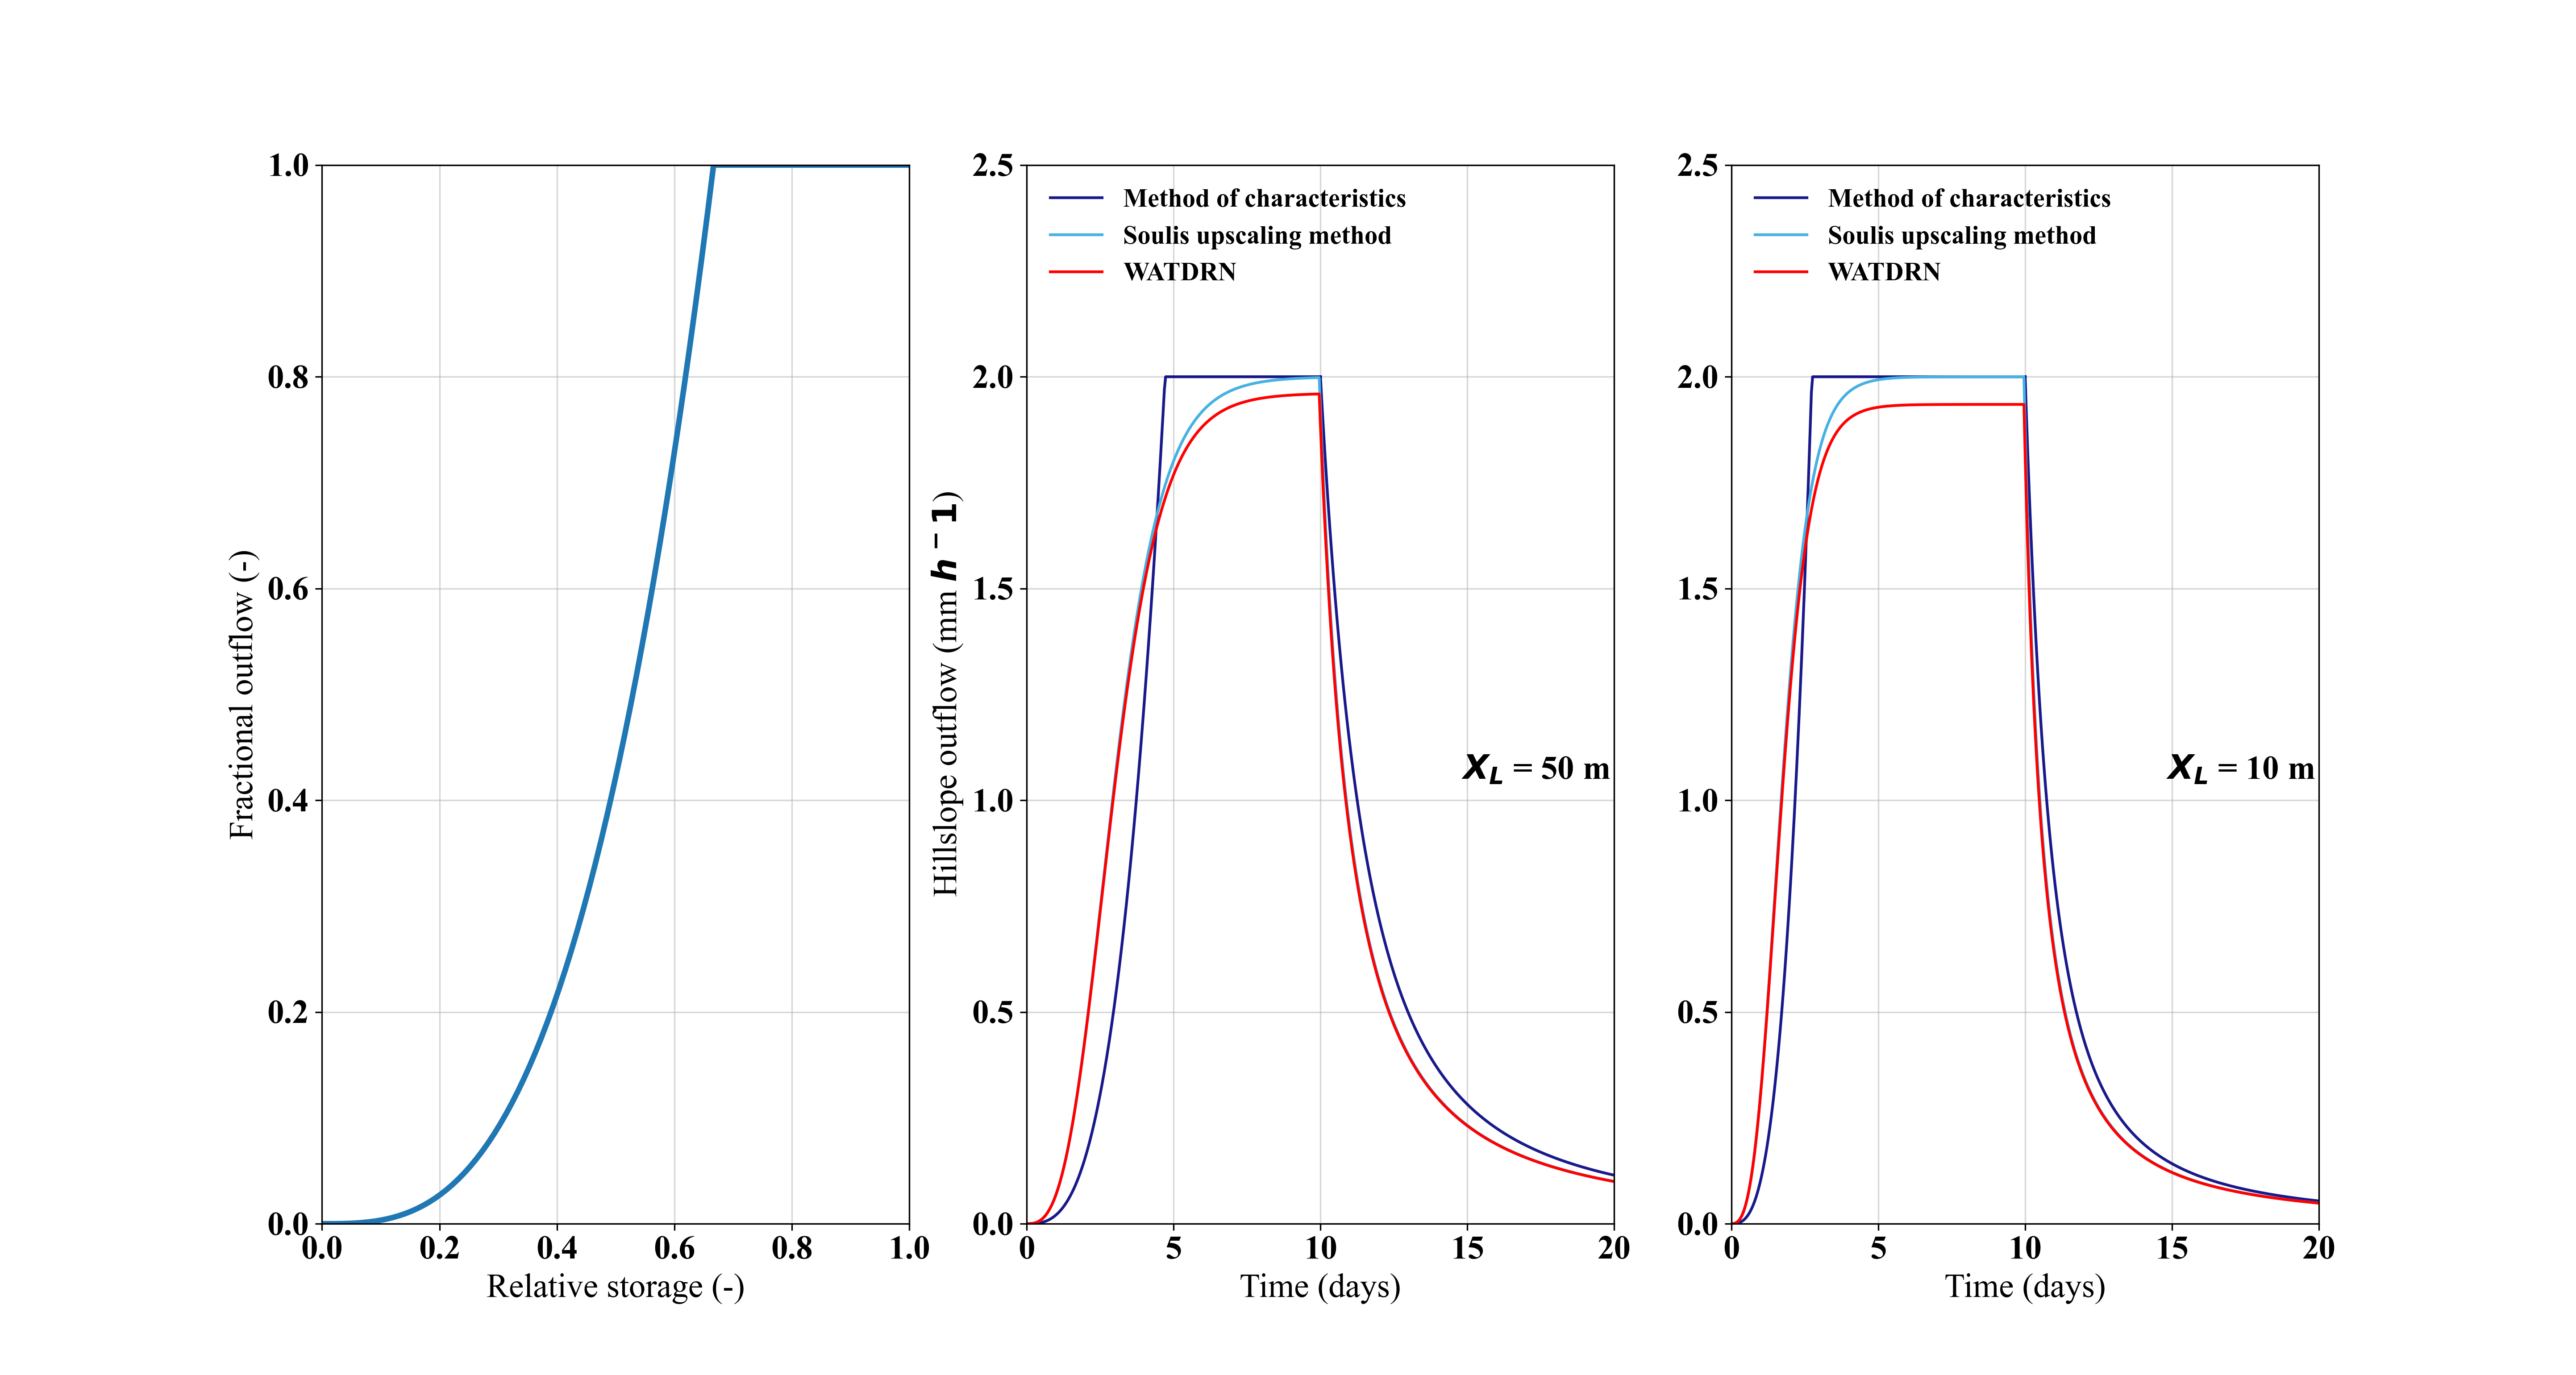 Fractional outflow (-)
1.0
0.8
0.6
0.4
0.2
0.0
0.0 0.2 0.4 0.6 0.8 1.0
Relative storage (-)
Hillslope outflow (mm h − 1)
2.5
2.0
1.5
1.0
0.5
0.0
Method of characteristics
Soulis upscaling method
WATDRN
X_L = 50 m
0 5 10 15 20
Time (days)
2.5
2.0
1.5
1.0
0.5
0.0
Method of characteristics
Soulis upscaling method
WATDRN
X_L = 10 m
0 5 10 15 20
Time (days)